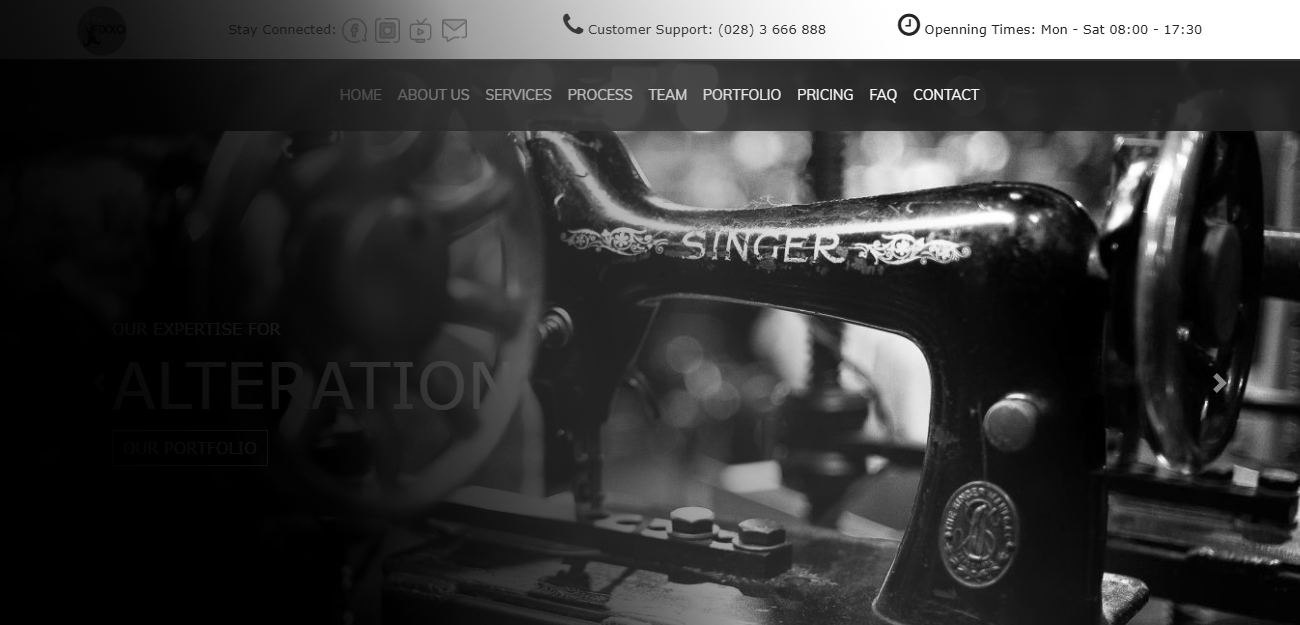 FIXXO
Stay Connected:
Customer Support: (028) 3 666 888
Openning Times: Mon - Sat 08:00 - 17:30
HOME ABOUT US SERVICES PROCESS TEAM PORTFOLIO PRICING FAQ CONTACT
SINGER
OUR EXPERTISE FOR
ALTERATION
OUR PORTFOLIO